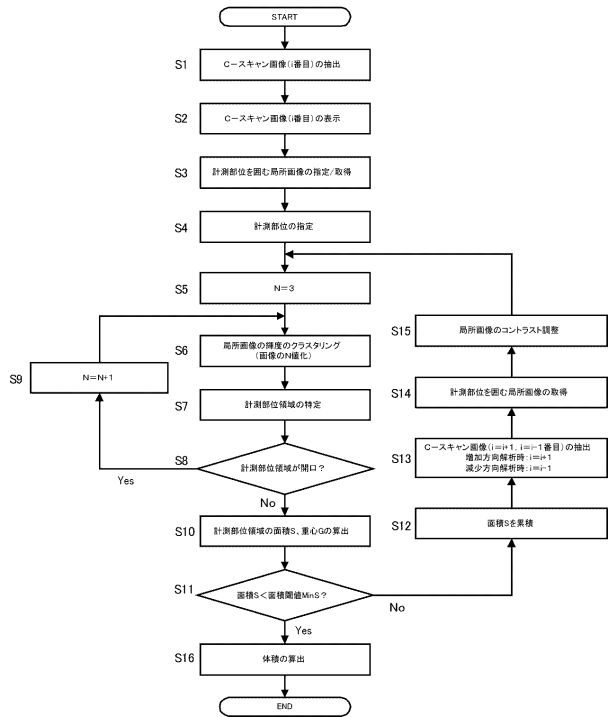 START
S1
C-スキャン画像(i番目)の抽出
S2
C-スキャン画像(i番目)の表示
S3
計測部位を囲む局所画像の指定/取得
S4
計測部位の指定
S5
N=3
S6
局所画像の輝度のクラスタリング
(画像のN値化)
S9
N=N+1
S7
計測部位領域の特定
S8
計測部位領域が開口?
Yes
No
S10
計測部位領域の面積S、重心Gの算出
S11
面積S<面積閾値MinS?
No
Yes
S12
面積Sを累積
S13
C-スキャン画像(i=i+1, i=i-1番目)の抽出
増加方向解析時:i=i+1
減少方向解析時:i=i-1
S14
計測部位を囲む局所画像の取得
S15
局所画像のコントラスト調整
S16
体積の算出
END